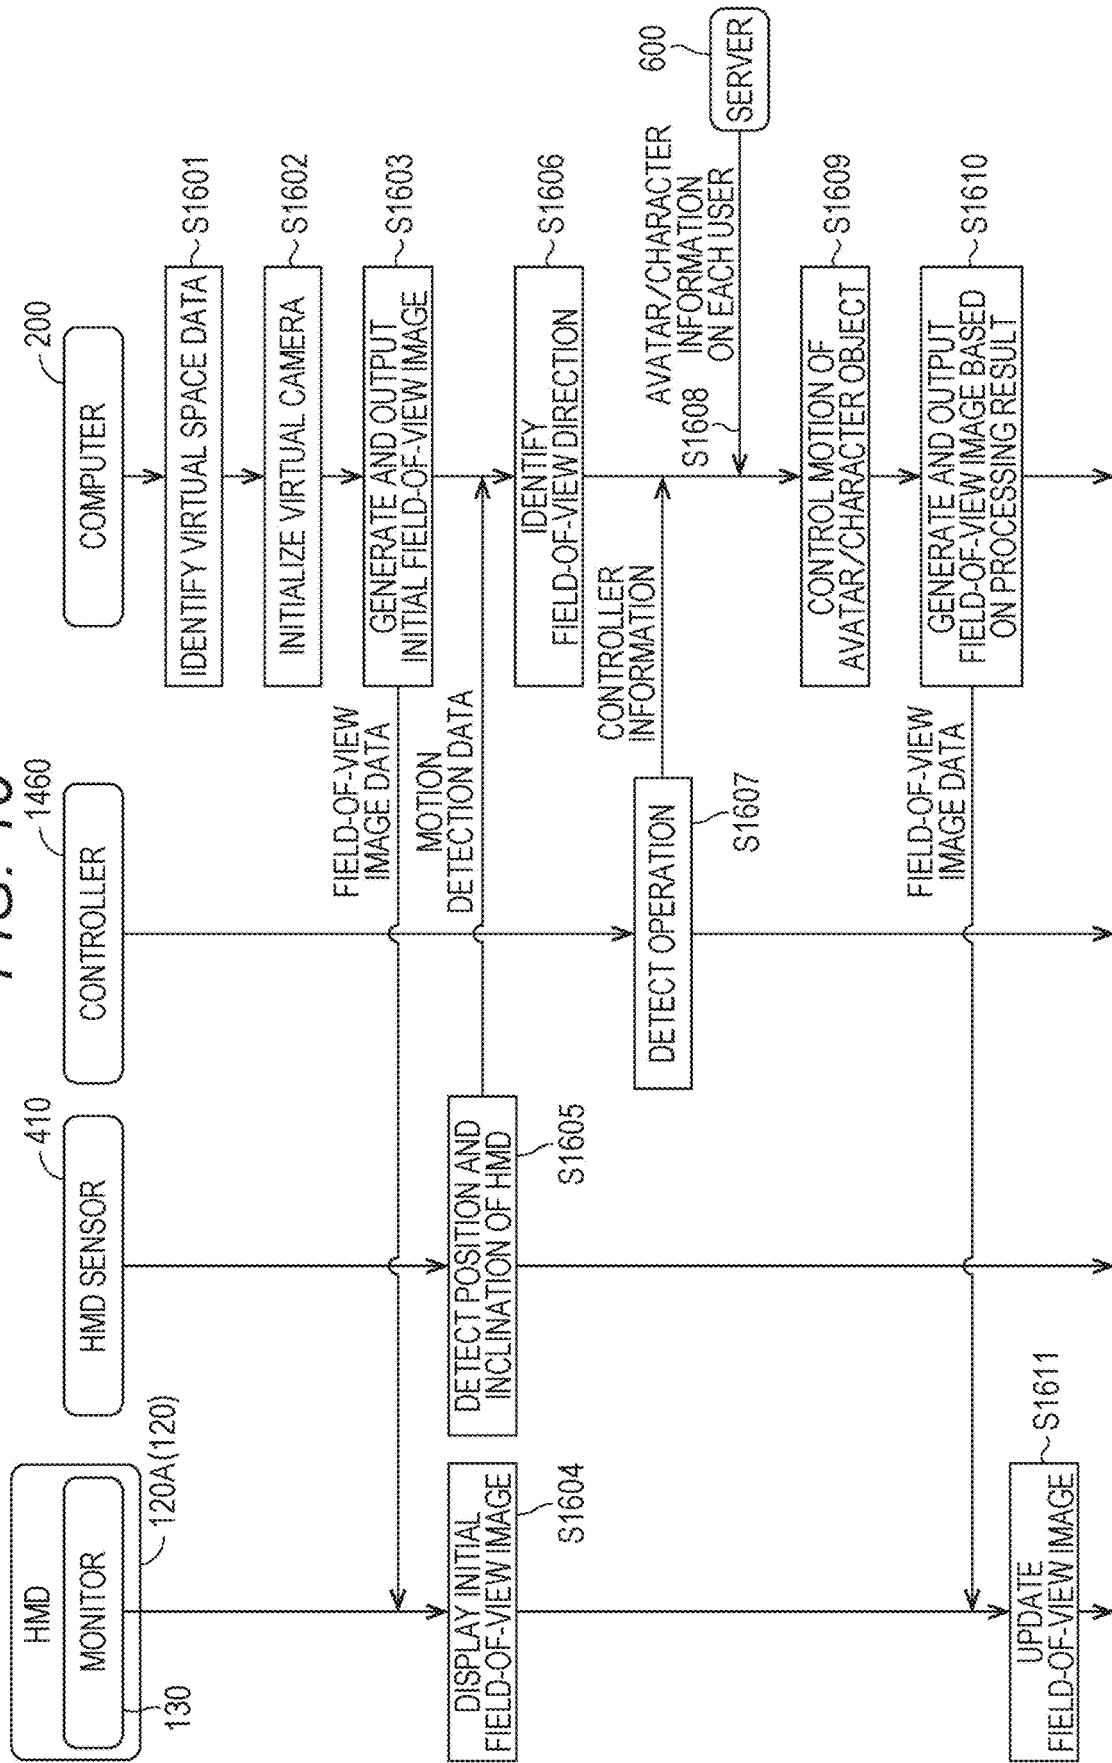 HMD
MONITOR
130
120A(120)
HMD SENSOR
410
CONTROLLER
1460
COMPUTER
200
IDENTIFY VIRTUAL SPACE DATA
S1601
INITIALIZE VIRTUAL CAMERA
S1602
GENERATE AND OUTPUT
INITIAL FIELD-OF-VIEW IMAGE
S1603
FIELD-OF-VIEW
IMAGE DATA
DISPLAY INITIAL
FIELD-OF-VIEW IMAGE
S1604
DETECT POSITION AND
INCLINATION OF HMD
S1605
MOTION
DETECTION DATA
IDENTIFY
FIELD-OF-VIEW DIRECTION
S1606
DETECT OPERATION
S1607
CONTROLLER
INFORMATION
S1608
AVATAR/CHARACTER
INFORMATION
ON EACH USER
600
SERVER
CONTROL MOTION OF
AVATAR/CHARACTER OBJECT
S1609
GENERATE AND OUTPUT
FIELD-OF-VIEW IMAGE BASED
ON PROCESSING RESULT
S1610
FIELD-OF-VIEW
IMAGE DATA
UPDATE
FIELD-OF-VIEW IMAGE
S1611